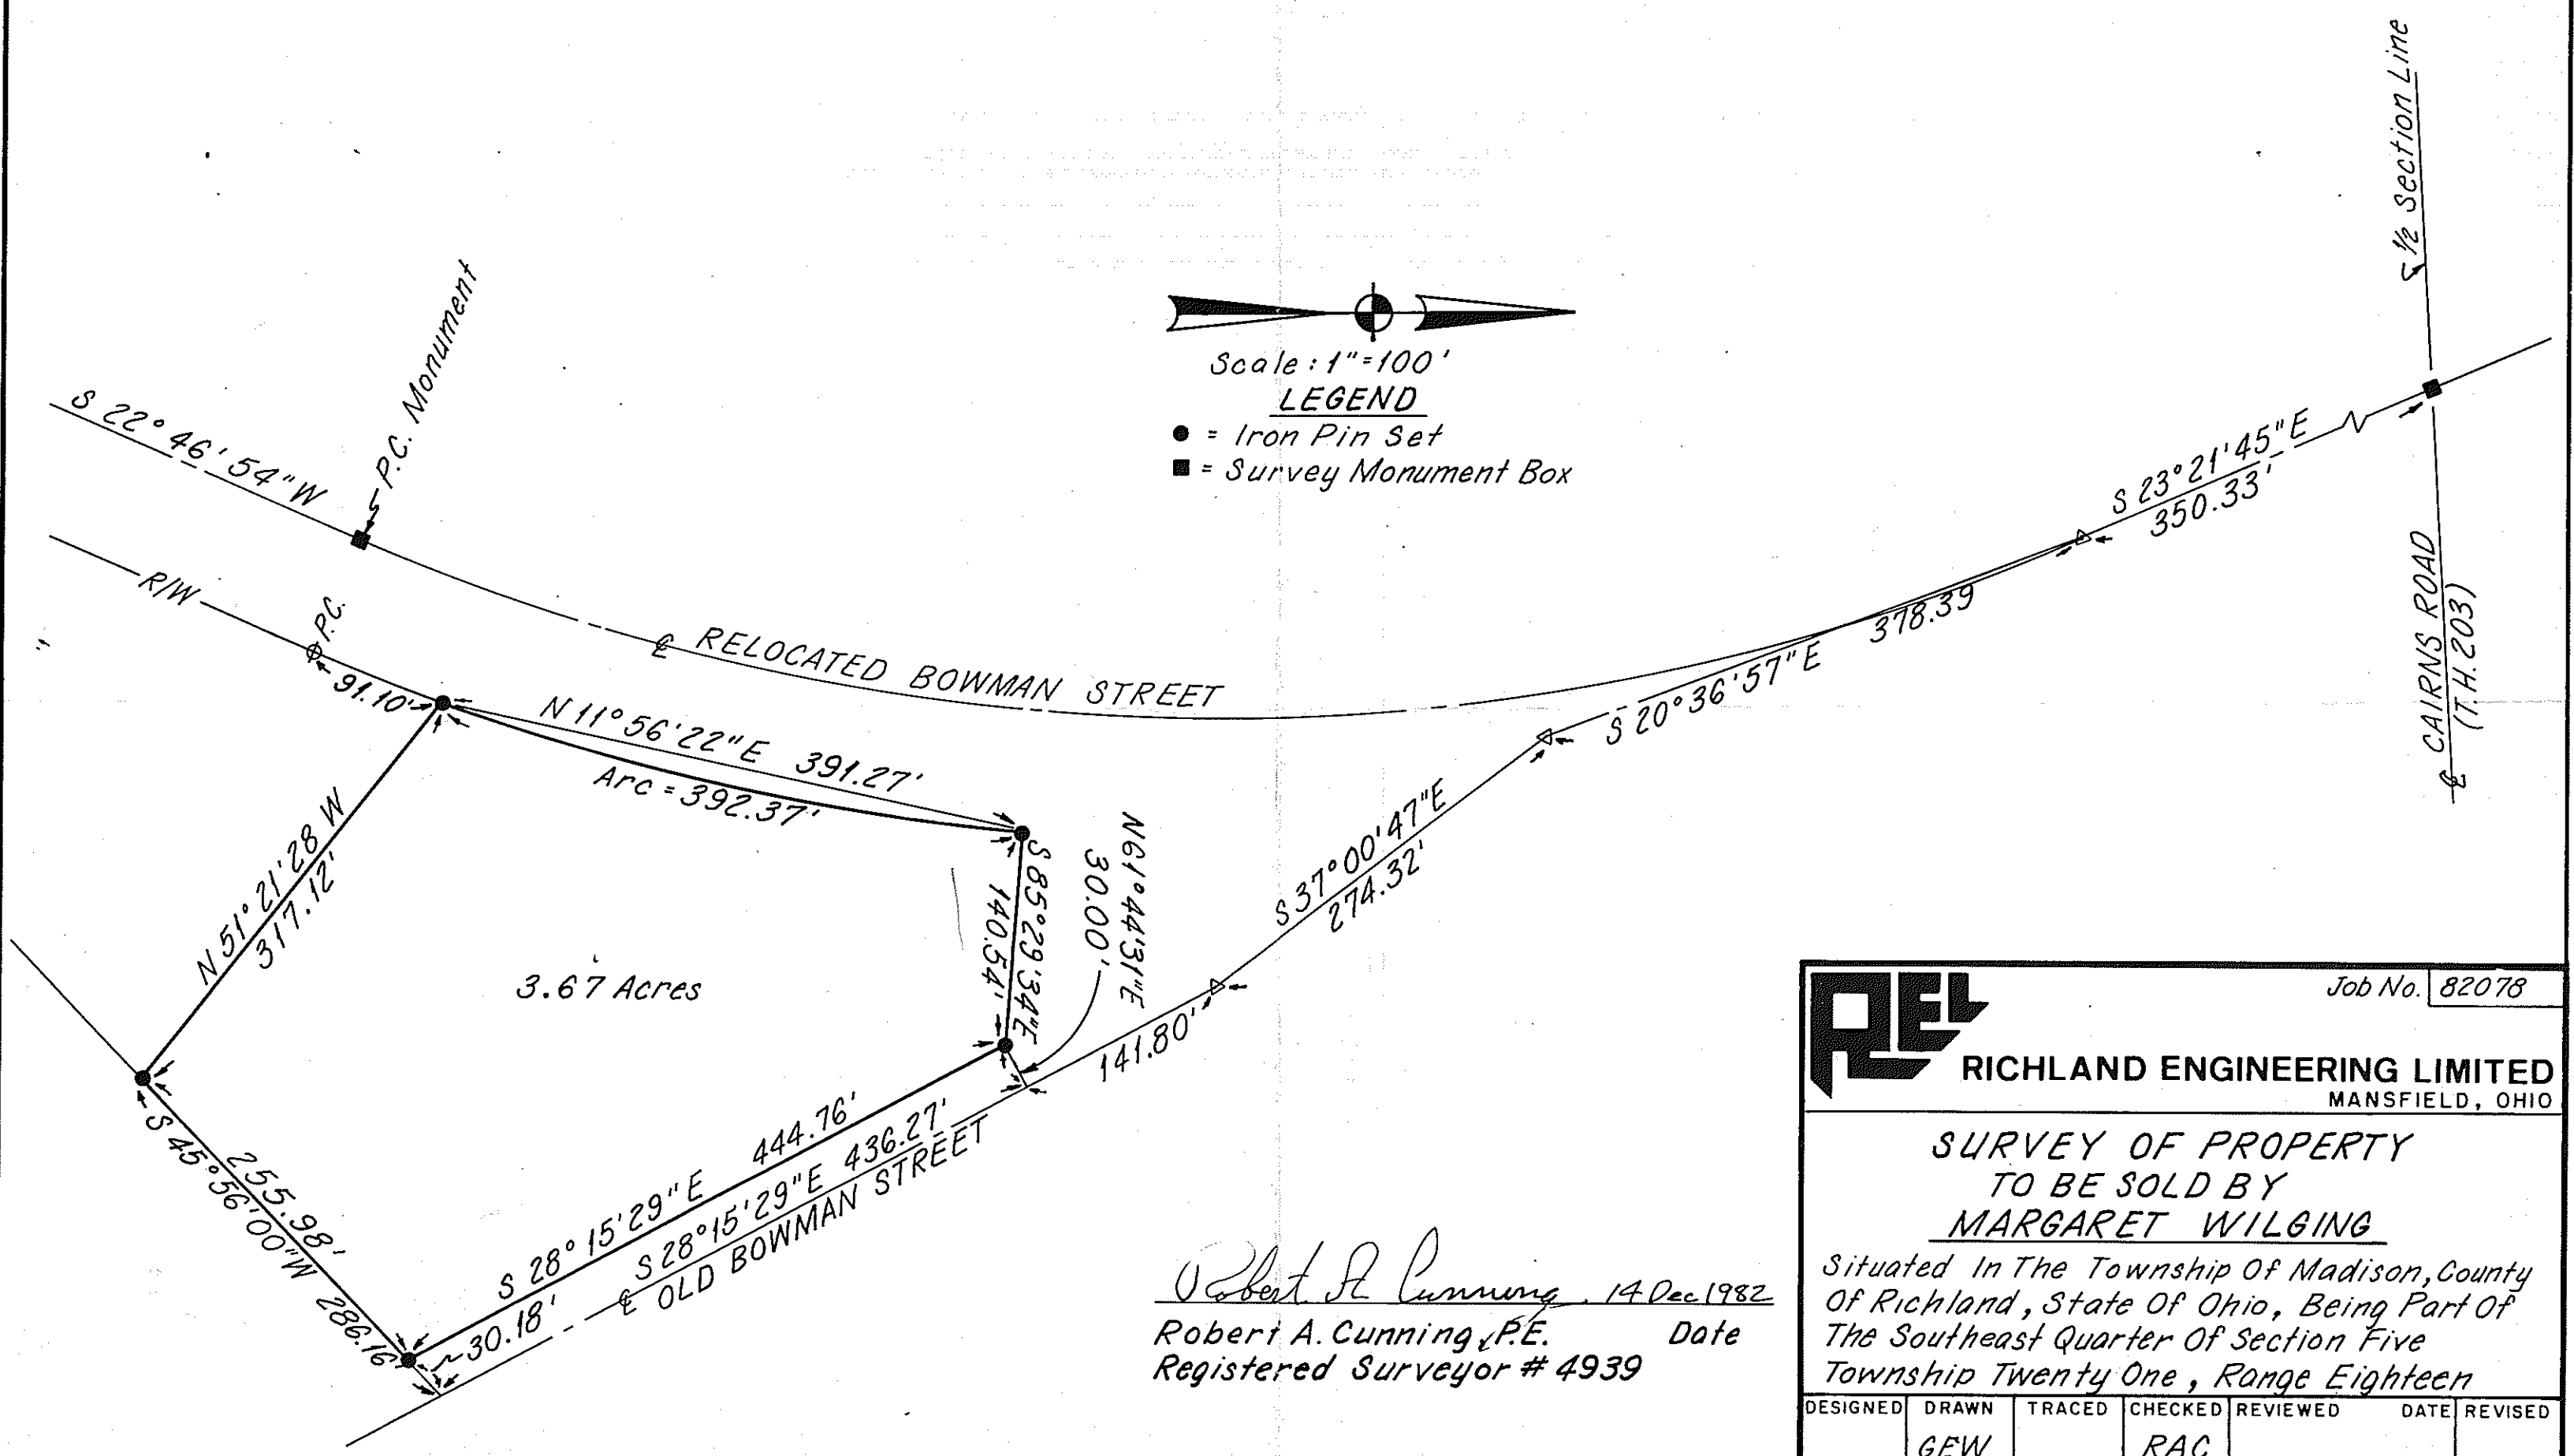 1/2 Section Line
P.C. Monument
Scale: 1"=100'
LEGEND
● = Iron Pin Set
■ = Survey Monument Box
S 22° 46' 54" W
R/W
P.C.
91.10'
℄ RELOCATED BOWMAN STREET
N 11° 56' 22" E 391.27'
Arc = 392.37'
S 23° 21' 45" E
350.33'
378.39
S 20° 36' 57" E
CAIRNS ROAD
(T.H. 203)
℄
N 51° 21' 28 W
317.12'
S 85° 29' 34" E
140.54'
N 61° 44' 31" E
30.00'
S 37° 00' 47" E
274.32'
141.80'
3.67 Acres
255.98'
S 45° 56' 00" W 286.16'
S 28° 15' 29" E 444.76'
S 28° 15' 29" E 436.27'
℄ OLD BOWMAN STREET
~30.18'
Robert A. Cunning 14 Dec 1982
Robert A. Cunning, P.E. Date
Registered Surveyor # 4939
Job No. 82078
REL
RICHLAND ENGINEERING LIMITED
MANSFIELD, OHIO
SURVEY OF PROPERTY
TO BE SOLD BY
MARGARET WILGING
Situated In The Township Of Madison, County
Of Richland, State Of Ohio, Being Part Of
The Southeast Quarter Of Section Five
Township Twenty One, Range Eighteen
DESIGNED DRAWN TRACED CHECKED REVIEWED DATE REVISED
GEW RAC